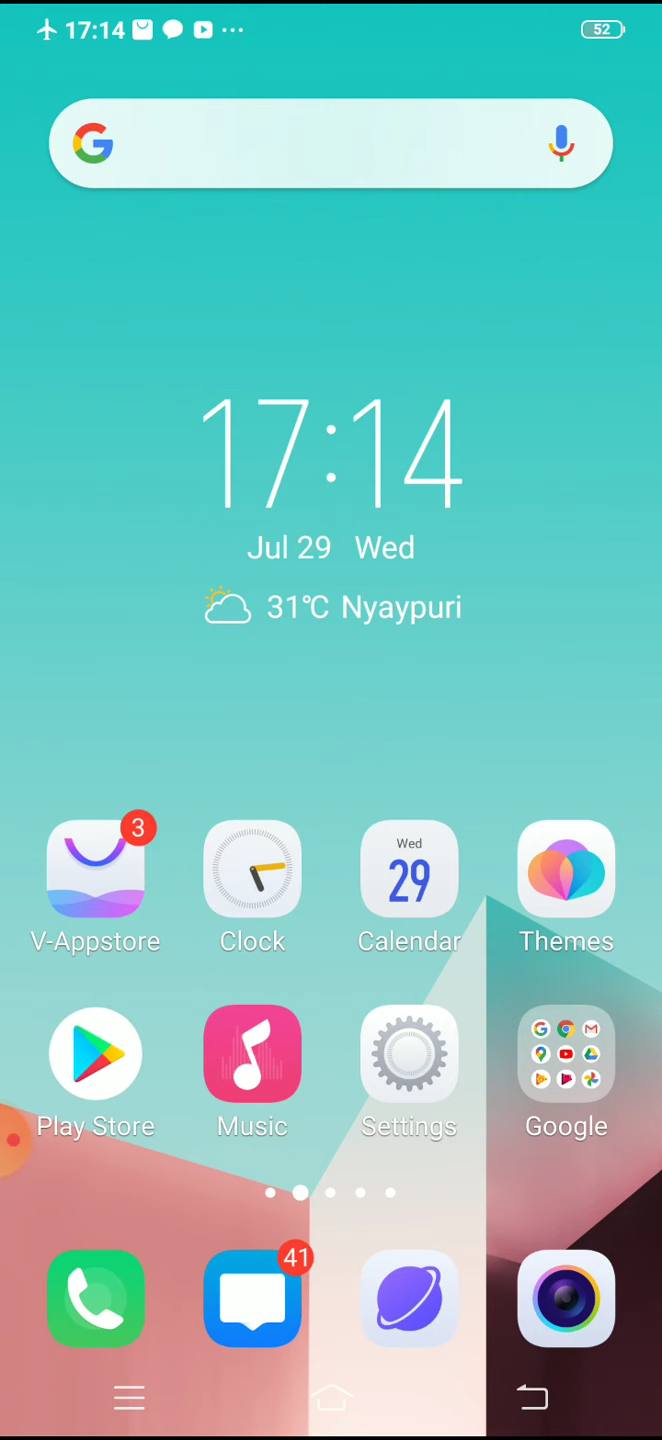 17:14
52
17:14
Jul 29 Wed
31℃ Nyaypuri
3
Wed
29
V-Appstore
Clock
Calendar
Themes
Play Store
Music
Settings
Google
41